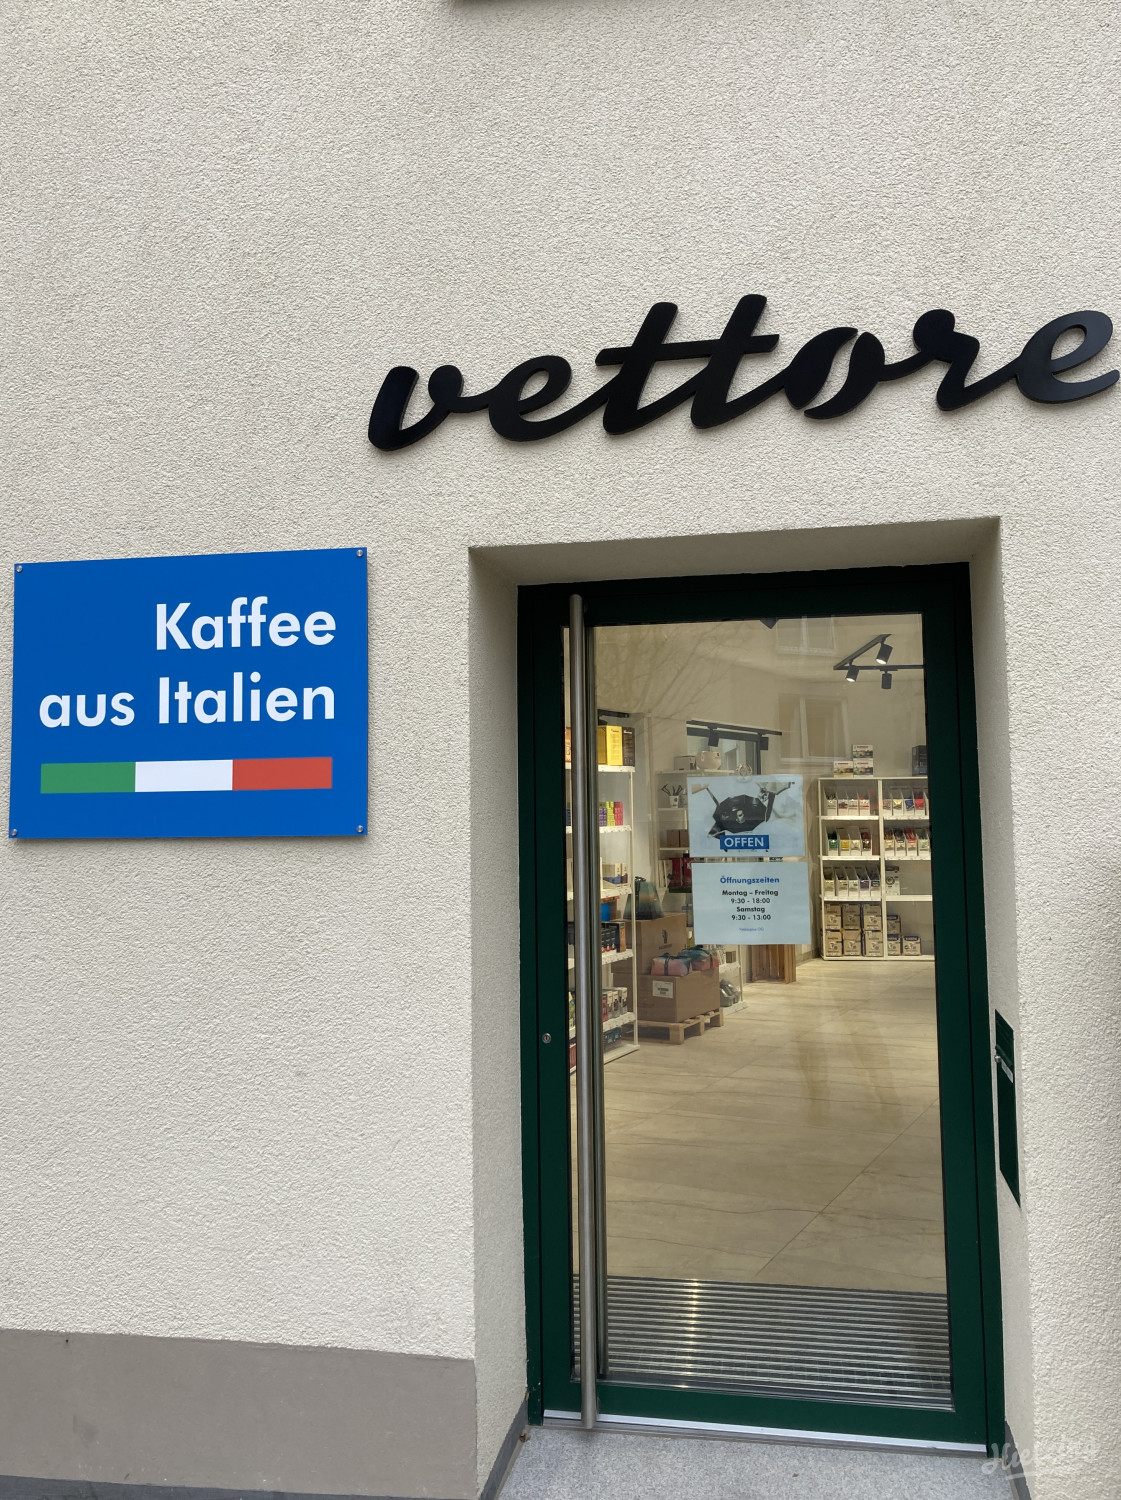 vettore
Kaffee
aus Italien
OFFEN
Öffnungszeiten
Montag – Freitag
9:30 - 18:00
Samstag
9:30 - 13:00